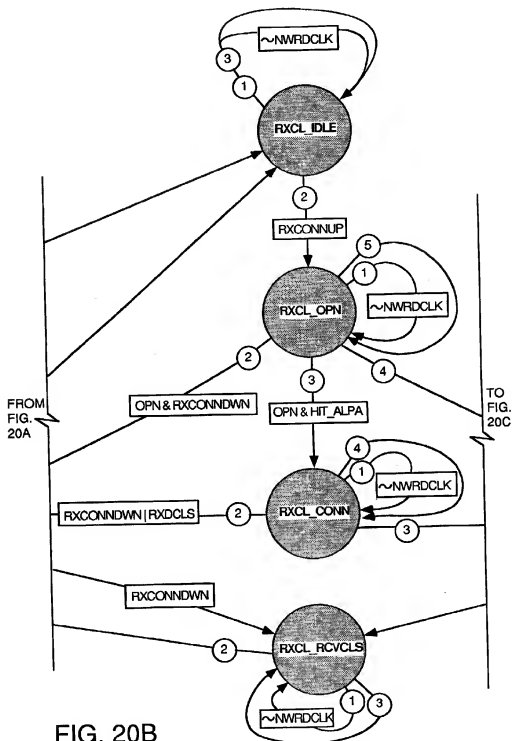 ~NWRDCLK
3
1
RXCL_IDLE
2
RXCONNUP
5
1
RXCL_OPN
~NWRDCLK
2
3
4
FROM FIG. 20A
TO FIG. 20C
OPN & RXCONNDWN
OPN & HIT_ALPA
4
1
~NWRDCLK
RXCONNDWN | RXDCLS
2
RXCL_CONN
3
RXCONNDWN
RXCL_RCVCLS
2
1
3
~NWRDCLK
FIG. 20B